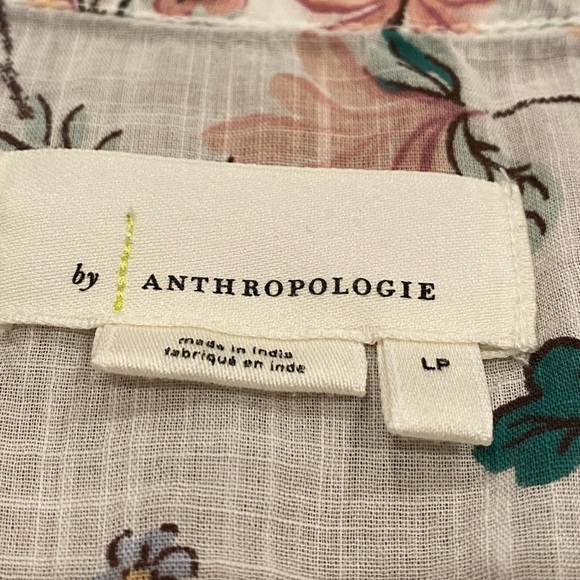 by ANTHROPOLOGIE
made in India
fabriqué en inde
LP